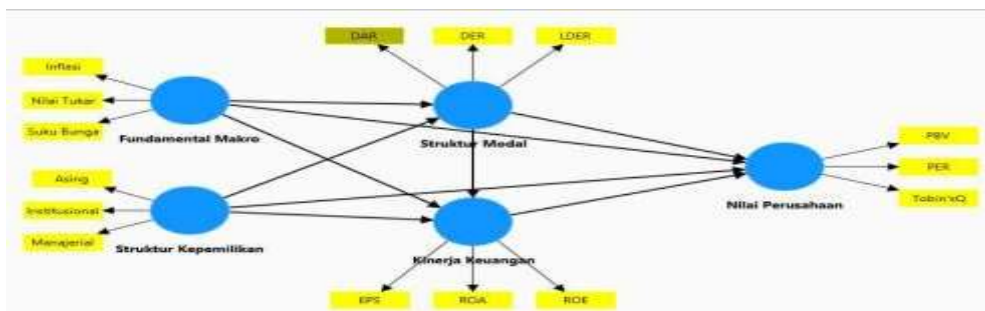 DAR
DER
LDER
Inflasi
Nilai Tukar
Suku Bunga
Fundamental Makro
Struktur Modal
PBV
PER
Tobin'sQ
Asing
Institusional
Manajerial
Struktur Kepemilikan
Kinerja Keuangan
Nilai Perusahaan
EPS
ROA
ROE